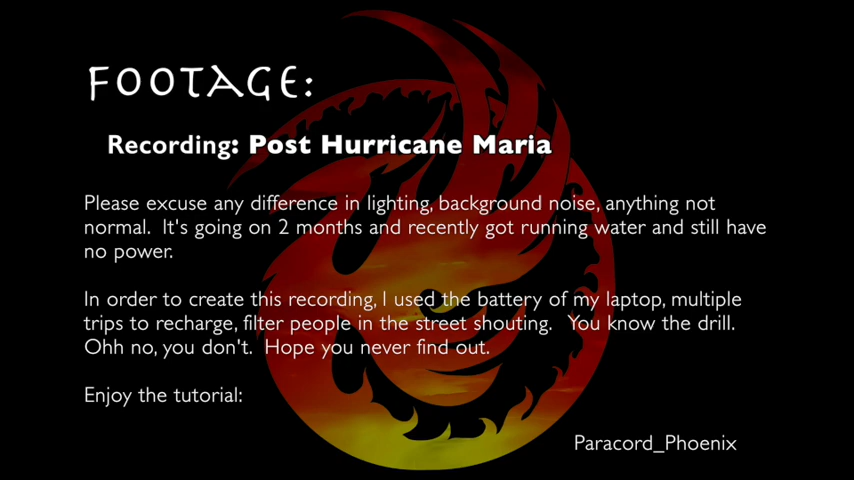 FOOTAGE:
Recording: Post Hurricane Maria
Please excuse any difference in lighting, background noise, anything not
normal. It's going on 2 months and recently got running water and still have
no power.
In order to create this recording, I used the battery of my laptop, multiple
trips to recharge, filter people in the street shouting. You know the drill.
Ohh no, you don't. Hope you never find out.
Enjoy the tutorial:
Paracord_Phoenix